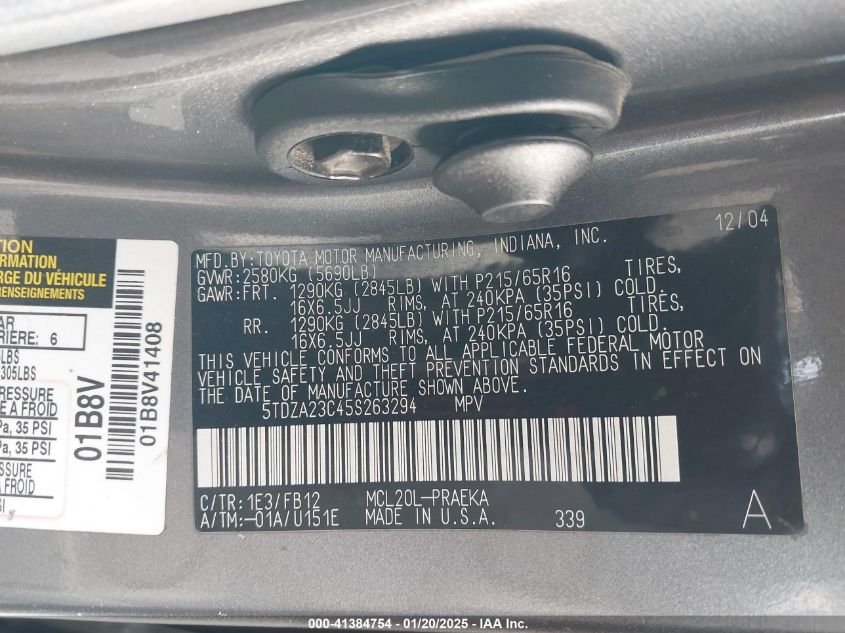 12/04
MFD.BY:TOYOTA MOTOR MANUFACTURING, INDIANA, INC.
GVWR:2580KG (5690LB)
GAWR:FRT. 1290KG (2845LB) WITH P215/65R16 TIRES,
16X6.5JJ RIMS, AT 240KPA (35PSI) COLD.
RR. 1290KG (2845LB) WITH P215/65R16 TIRES,
16X6.5JJ RIMS, AT 240KPA (35PSI) COLD.
THIS VEHICLE CONFORMS TO ALL APPLICABLE FEDERAL MOTOR
VEHICLE SAFETY AND THEFT PREVENTION STANDARDS IN EFFECT ON
THE DATE OF MANUFACTURE SHOWN ABOVE.
5TDZA23C45S263294 MPV
C/TR: 1E3/FB12 MCL20L-PRAEKA
A/TM:-01A/U151E MADE IN U.S.A. 339 A
TION
FORMATION
RGE DU VÉHICULE
RENSEIGNEMENTS
AR
RIÈRE: 6
LBS
305LBS
PRESSURE
E A FROID
Pa, 35 PSI
Pa, 35 PSI
01B8V
01B8V41408
000-41384754 — 01/20/2025 — IAA Inc.